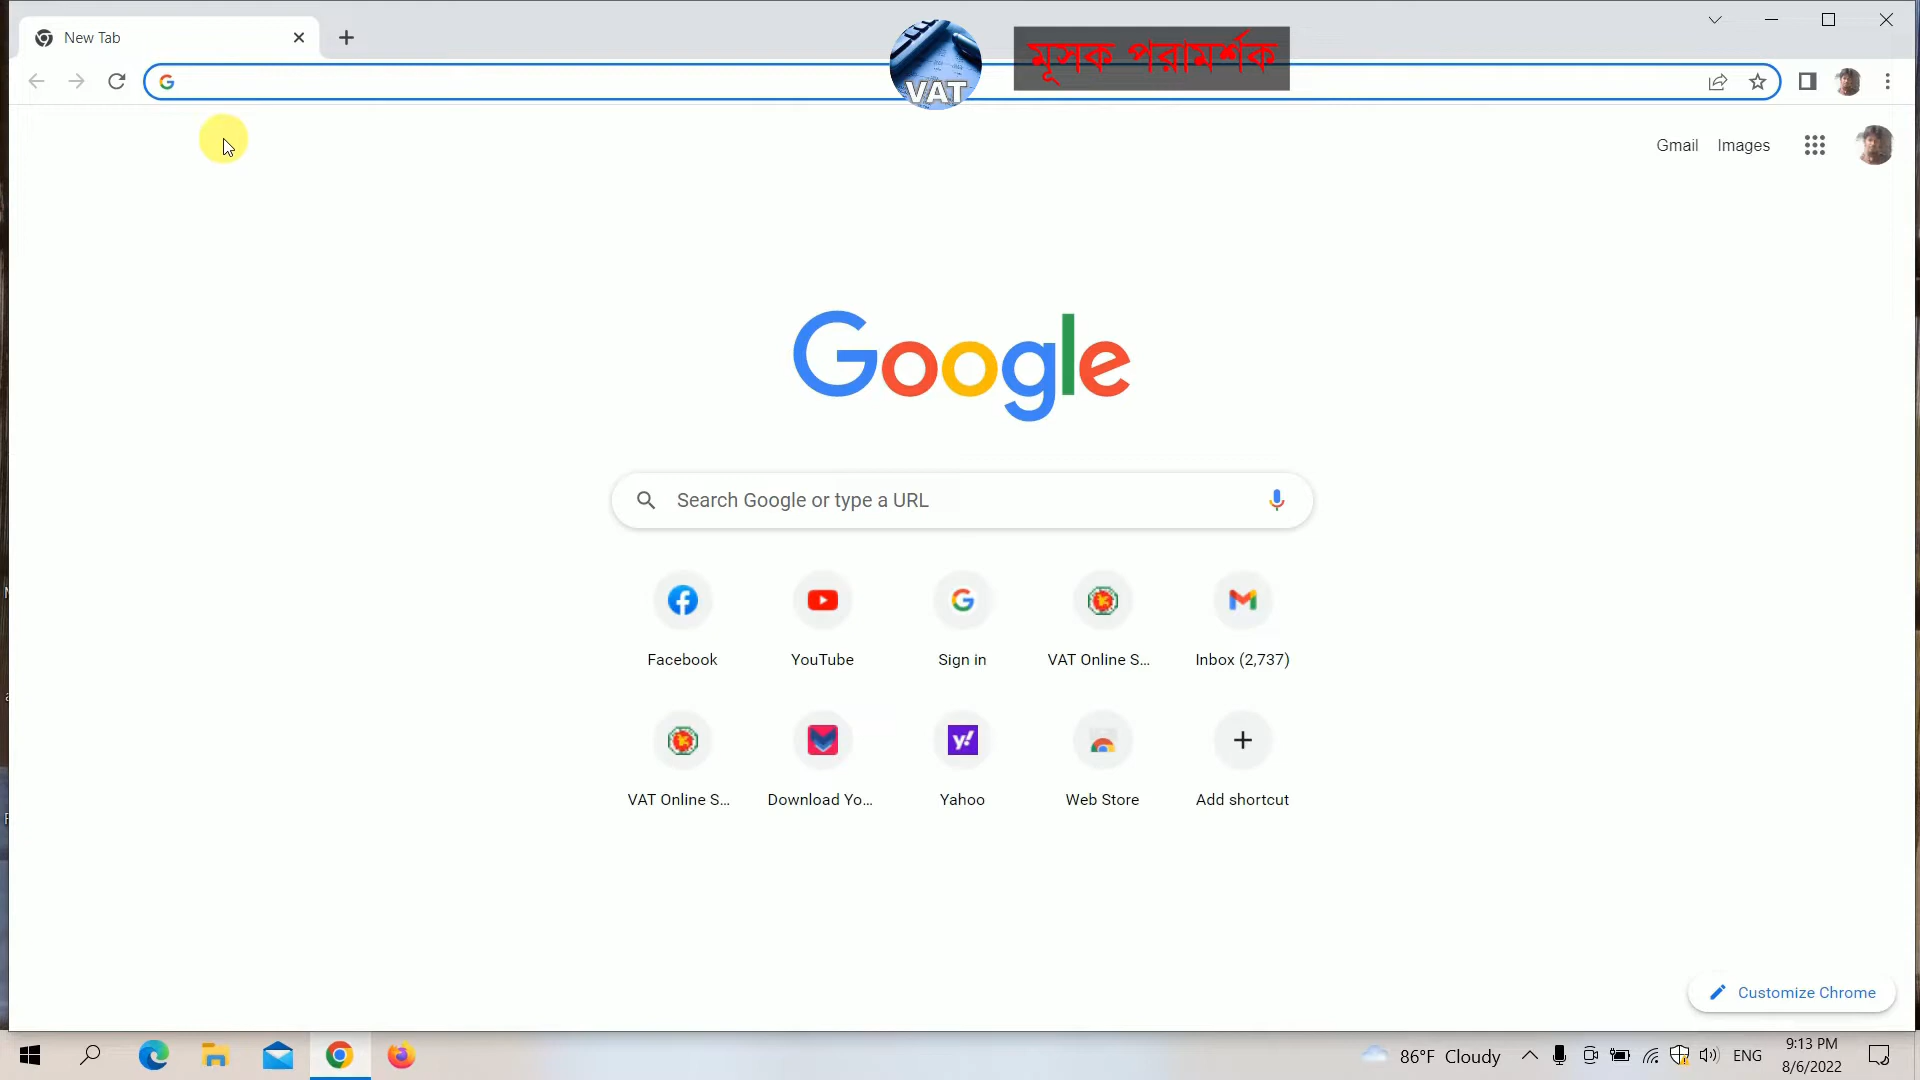 New Tab
VAT
মূসক পরামর্শক
Gmail Images
Google
Search Google or type a URL
Facebook YouTube Sign in VAT Online S... Inbox (2,737)
VAT Online S... Download Yo... Yahoo Web Store Add shortcut
Customize Chrome
86°F Cloudy ENG 9:13 PM
8/6/2022